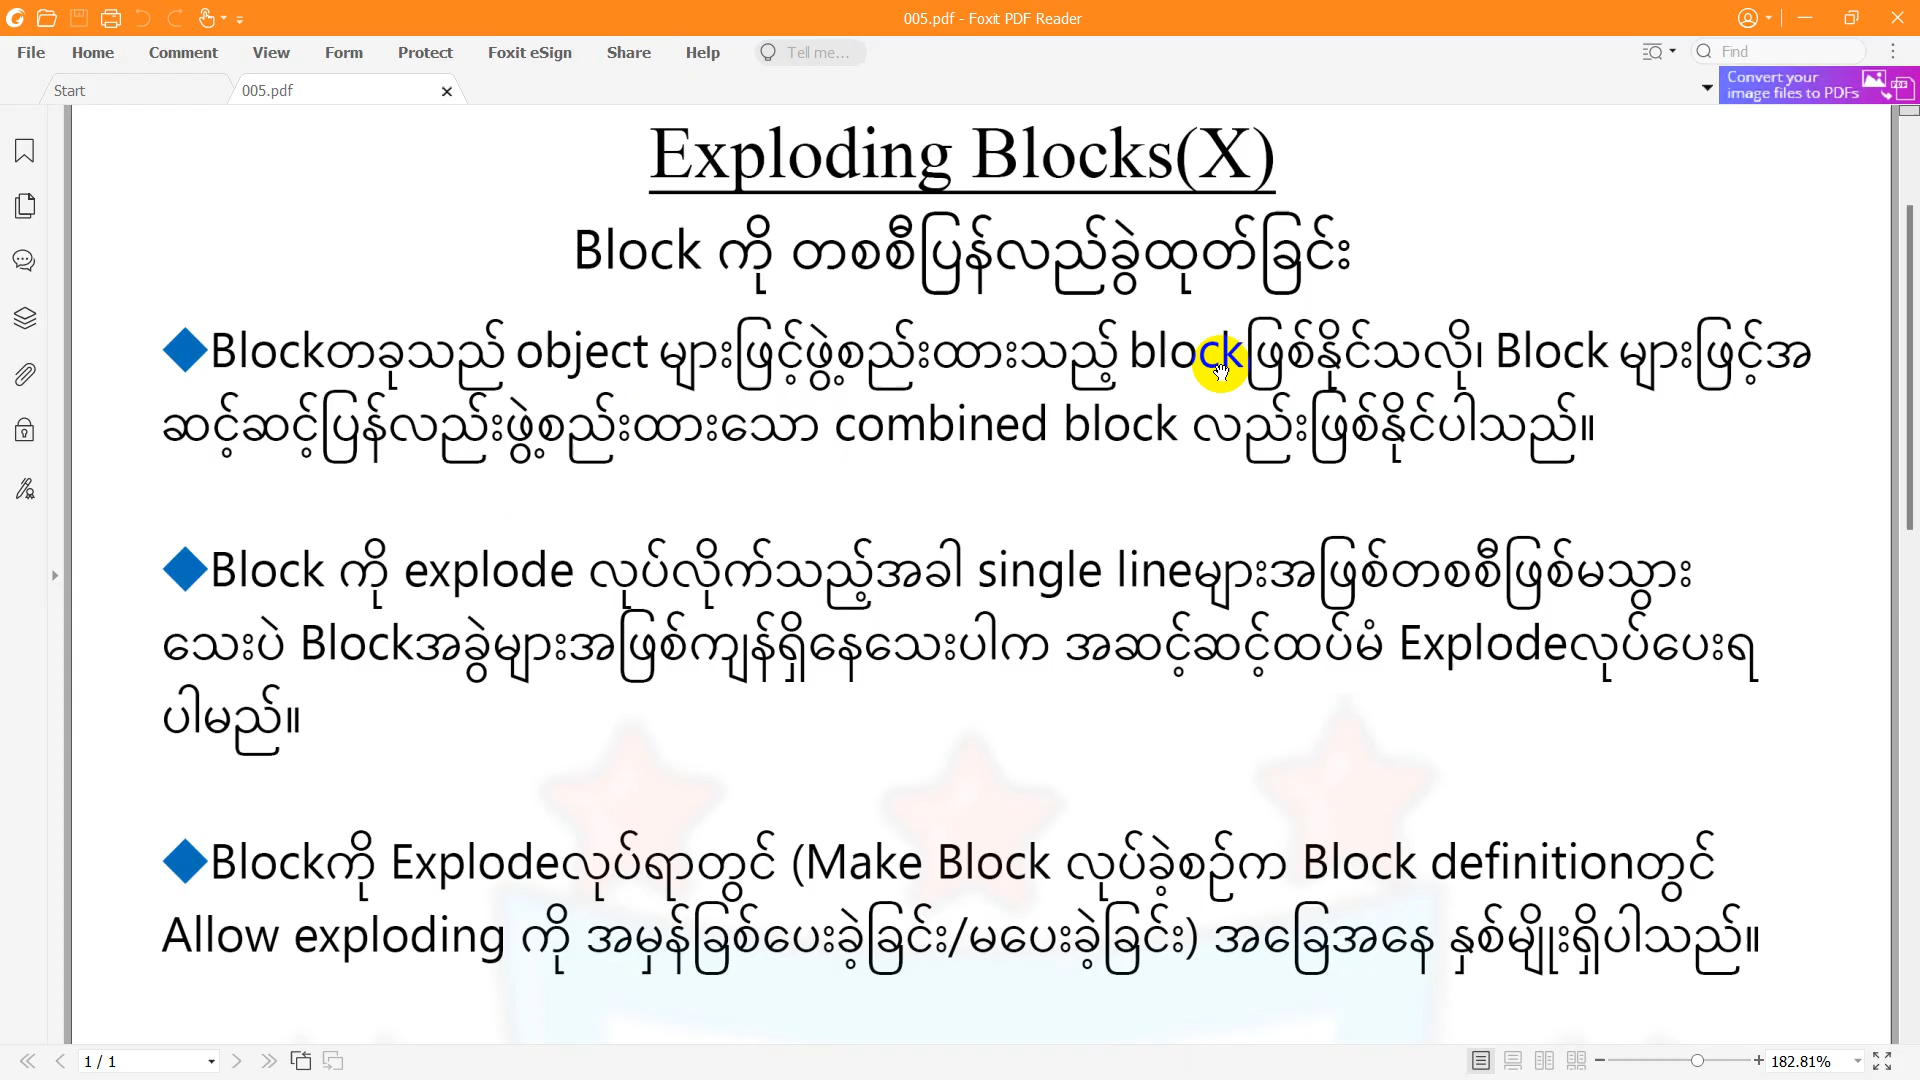 005.pdf - Foxit PDF Reader
File Home Comment View Form Protect Foxit eSign Share Help Tell me... Find
Start 005.pdf
Convert your
image files to PDFs
Exploding Blocks(X)
Block ကို တစစီပြန်လည်ခွဲထုတ်ခြင်း
Blockတခုသည် object များဖြင့်ဖွဲ့စည်းထားသည့် blockဖြစ်နိုင်သလို၊ Block များဖြင့်အ
ဆင့်ဆင့်ပြန်လည်းဖွဲ့စည်းထားသော combined block လည်းဖြစ်နိုင်ပါသည်။
Block ကို explode လုပ်လိုက်သည့်အခါ single lineများအဖြစ်တစစီဖြစ်မသွား
သေးပဲ Blockအခွဲများအဖြစ်ကျန်ရှိနေသေးပါက အဆင့်ဆင့်ထပ်မံ Explodeလုပ်ပေးရ
ပါမည်။
Blockကို Explodeလုပ်ရာတွင် (Make Block လုပ်ခဲ့စဉ်က Block definitionတွင်
Allow exploding ကို အမှန်ခြစ်ပေးခဲ့ခြင်း/မပေးခဲ့ခြင်း) အခြေအနေ နှစ်မျိုးရှိပါသည်။
1 / 1
182.81%